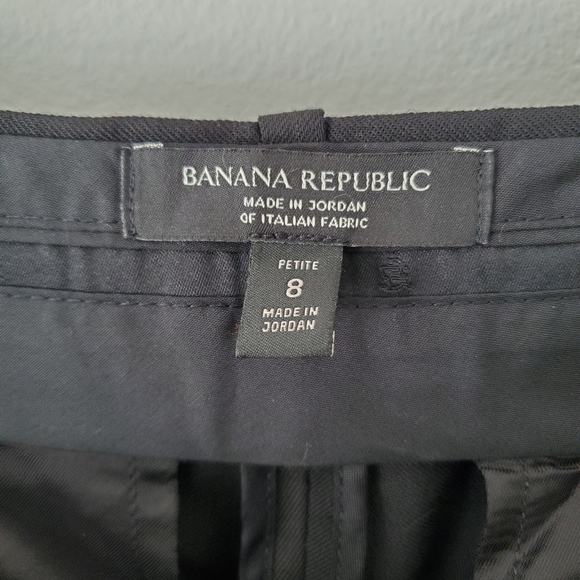 BANANA REPUBLIC
MADE IN JORDAN
OF ITALIAN FABRIC
PETITE
8
MADE IN
JORDAN